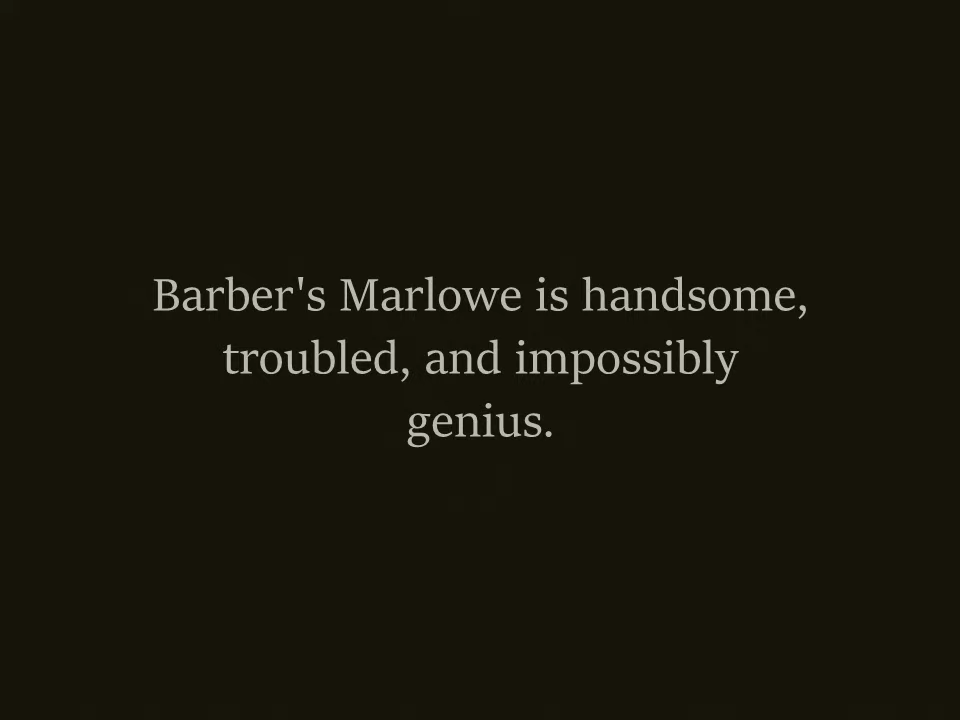 Barber's Marlowe is handsome,
troubled, and impossibly
genius.